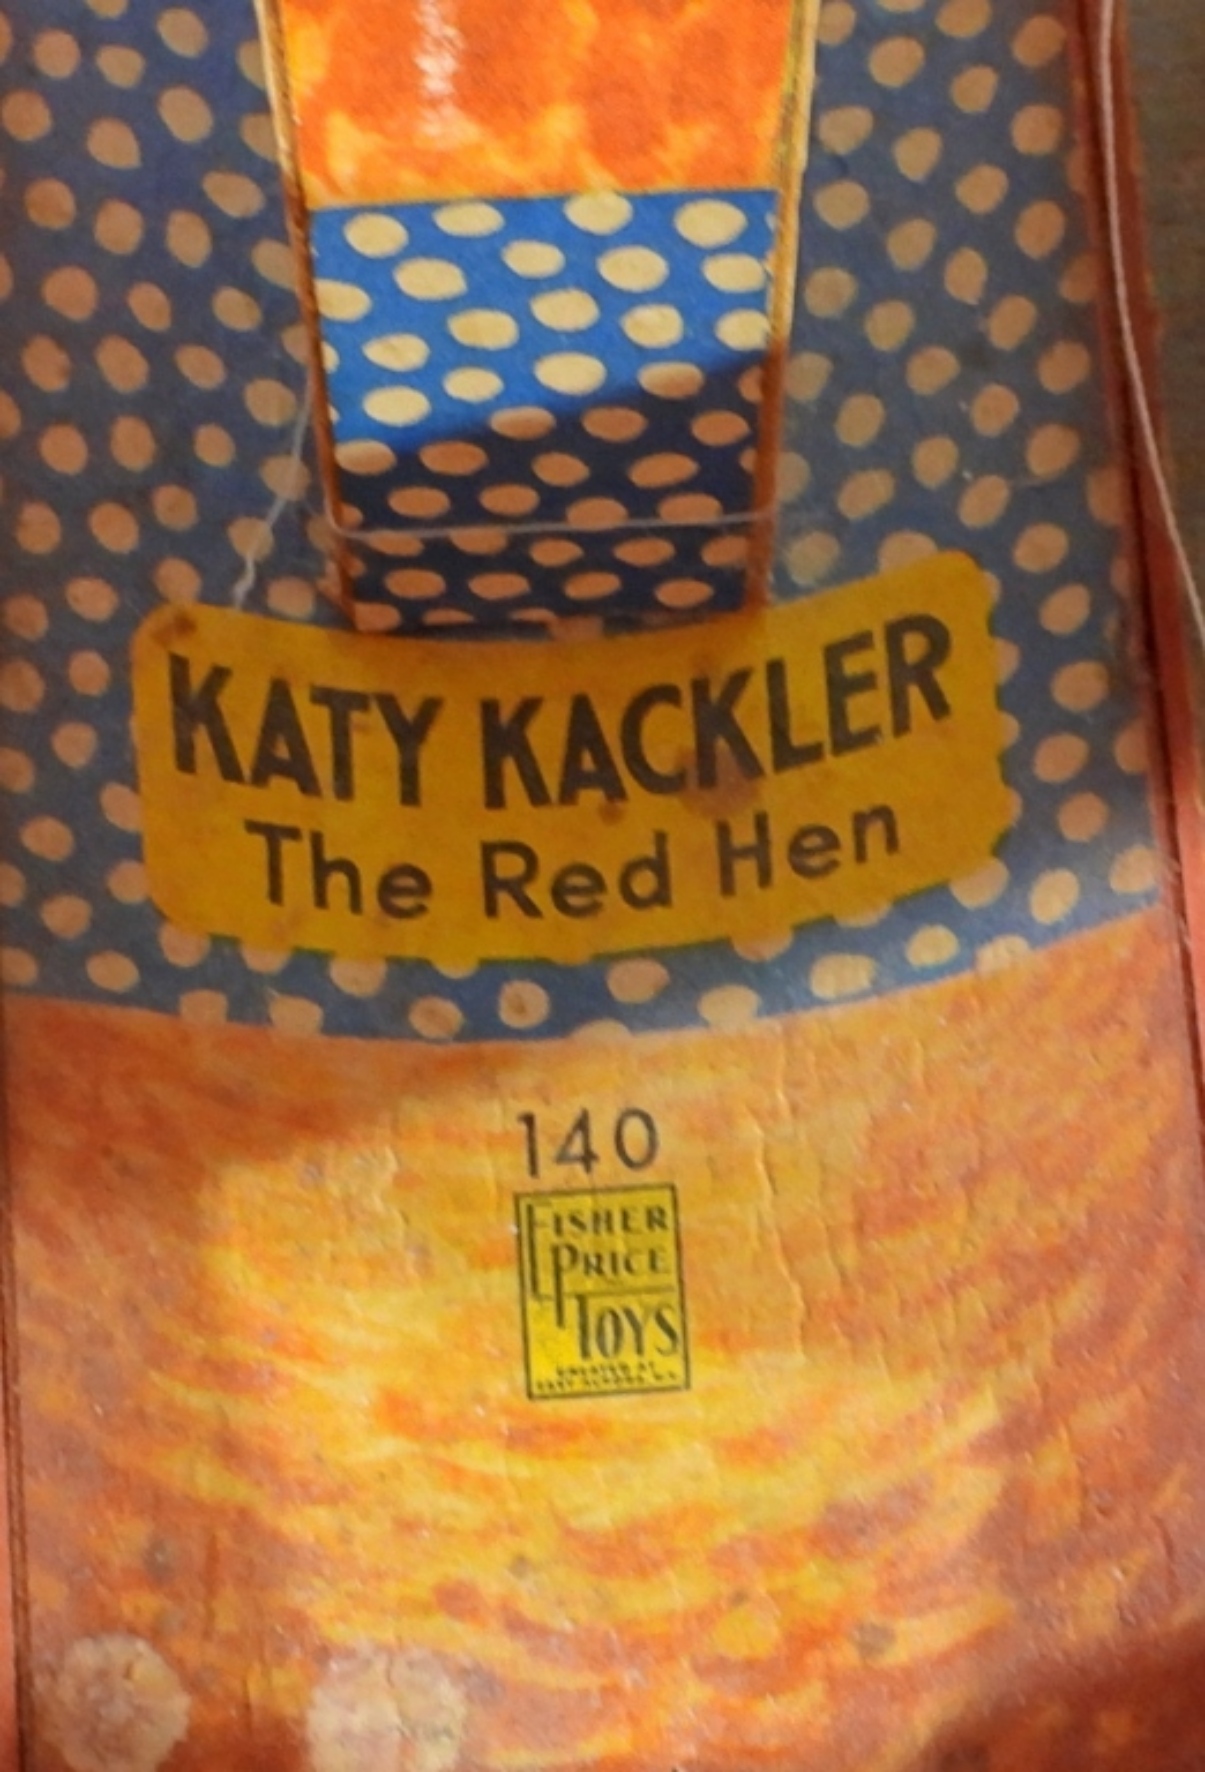 KATY KACKLER
The Red Hen
140
FISHER
PRICE
TOYS